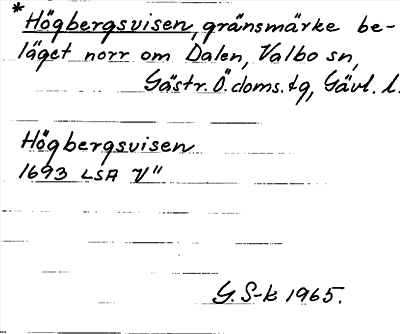 * Högbergsvisen, gränsmärke be-
läget norr om Dalen, Valbo sn,
Gästr. Ö. doms. tg, Gävl. l.
Högbergsvisen
1693 LSA V"
G. S-k 1965.